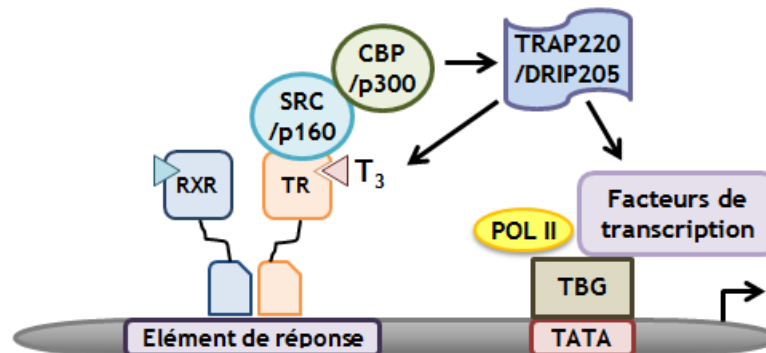 CBP
/p300
TRAP220
/DRIP205
SRC
/p160
RXR
TR
T3
Facteurs de
transcription
POL II
TBG
Elément de réponse
TATA